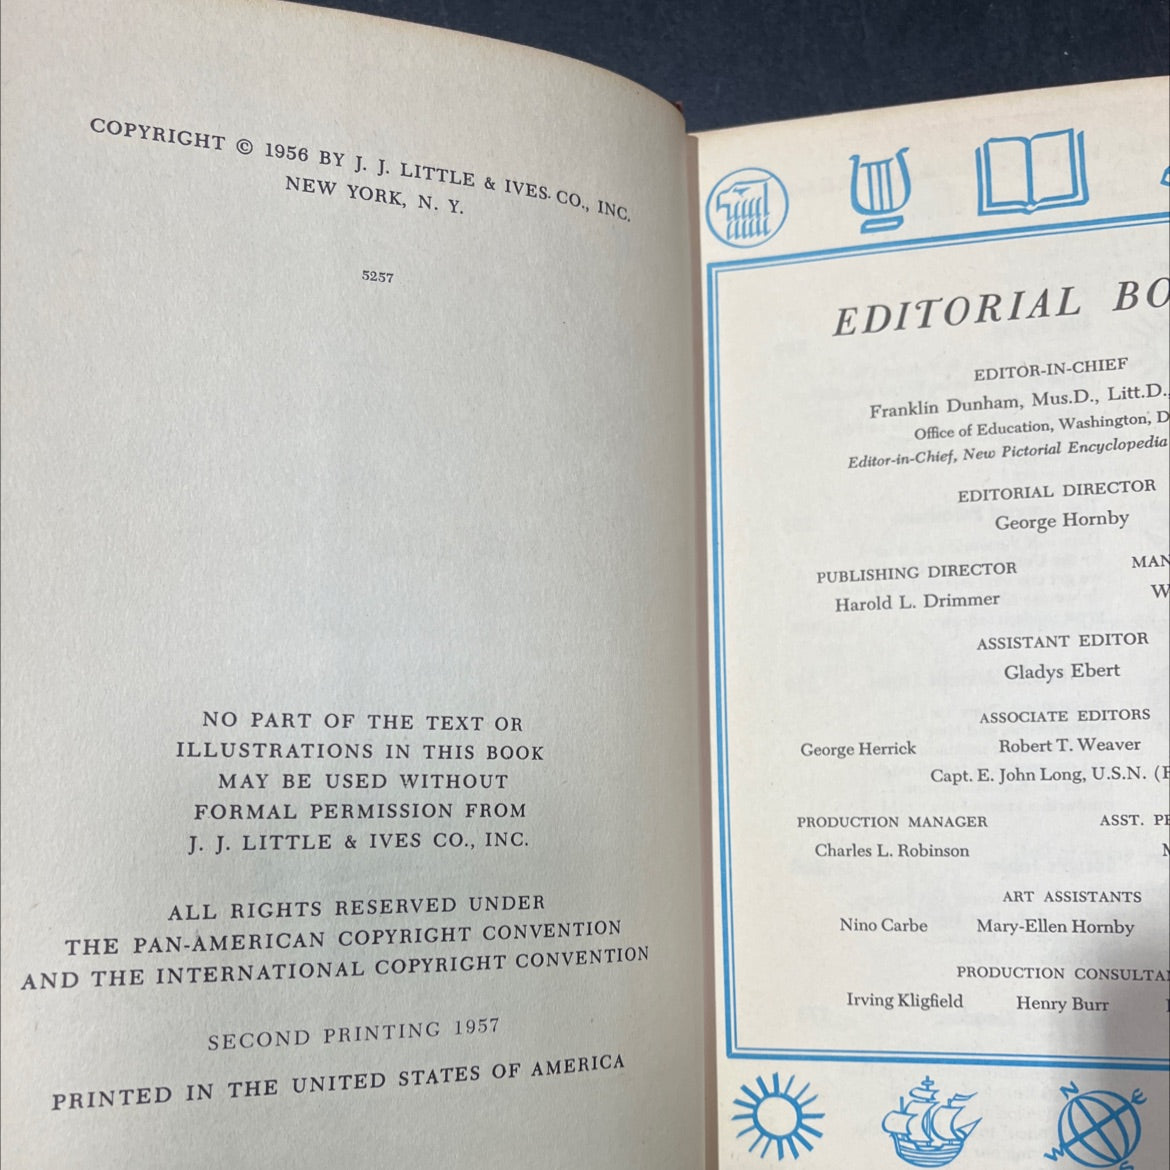 COPYRIGHT © 1956 BY J. J. LITTLE & IVES CO., INC.
NEW YORK, N. Y.
5257
NO PART OF THE TEXT OR
ILLUSTRATIONS IN THIS BOOK
MAY BE USED WITHOUT
FORMAL PERMISSION FROM
J. J. LITTLE & IVES CO., INC.
ALL RIGHTS RESERVED UNDER
THE PAN-AMERICAN COPYRIGHT CONVENTION
AND THE INTERNATIONAL COPYRIGHT CONVENTION
SECOND PRINTING 1957
PRINTED IN THE UNITED STATES OF AMERICA
EDITORIAL BO
EDITOR-IN-CHIEF
Franklin Dunham, Mus.D., Litt.D.,
Office of Education, Washington, D
Editor-in-Chief, New Pictorial Encyclopedia
EDITORIAL DIRECTOR
George Hornby
PUBLISHING DIRECTOR MAN
Harold L. Drimmer W
ASSISTANT EDITOR
Gladys Ebert
ASSOCIATE EDITORS
George Herrick Robert T. Weaver
Capt. E. John Long, U.S.N. (
PRODUCTION MANAGER ASST. P
Charles L. Robinson
ART ASSISTANTS
Nino Carbe Mary-Ellen Hornby
PRODUCTION CONSULTA
Irving Kligfield Henry Burr
N E
W